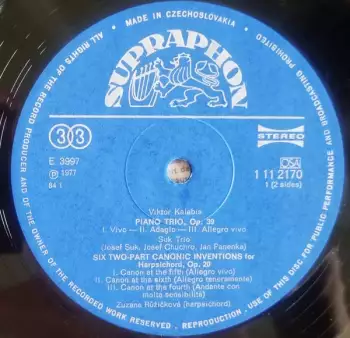 MADE IN CZECHOSLOVAKIA
ALL RIGHTS OF THE RECORD PRODUCER AND OF THE OWNER OF THE RECORDED WORK RESERVED . REPRODUCTION . USE OF THIS DISC FOR PUBLIC PERFORMANCE AND BROADCASTING PROHIBITED
SUPRAPHON
33
STEREO
E 3997
OSA
Ⓟ 1977
1 11 2170
84 1
1 (2 sides)
Viktor Kalabis
PIANO TRIO, Op. 39
I. Vivo — II. Adagio — III. Allegro vivo
Suk Trio
(Josef Suk, Josef Chuchro, Jan Panenka)
SIX TWO-PART CANONIC INVENTIONS for
Harpsichord, Op. 20
I. Canon at the fifth (Allegro vivo)
II. Canon at the sixth (Allegro teneramente)
III. Canon at the fourth (Andante con
molto sensibilità)
Zuzana Růžičková (harpsichord)